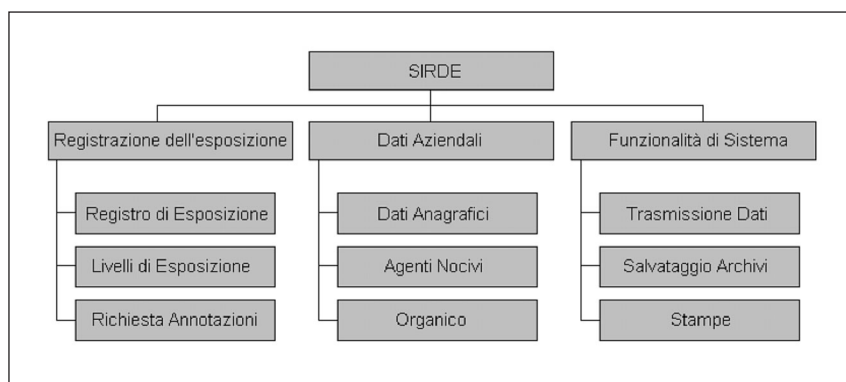 SIRDE
Registrazione dell'esposizione
Dati Aziendali
Funzionalità di Sistema
Registro di Esposizione
Dati Anagrafici
Trasmissione Dati
Livelli di Esposizione
Agenti Nocivi
Salvataggio Archivi
Richiesta Annotazioni
Organico
Stampe